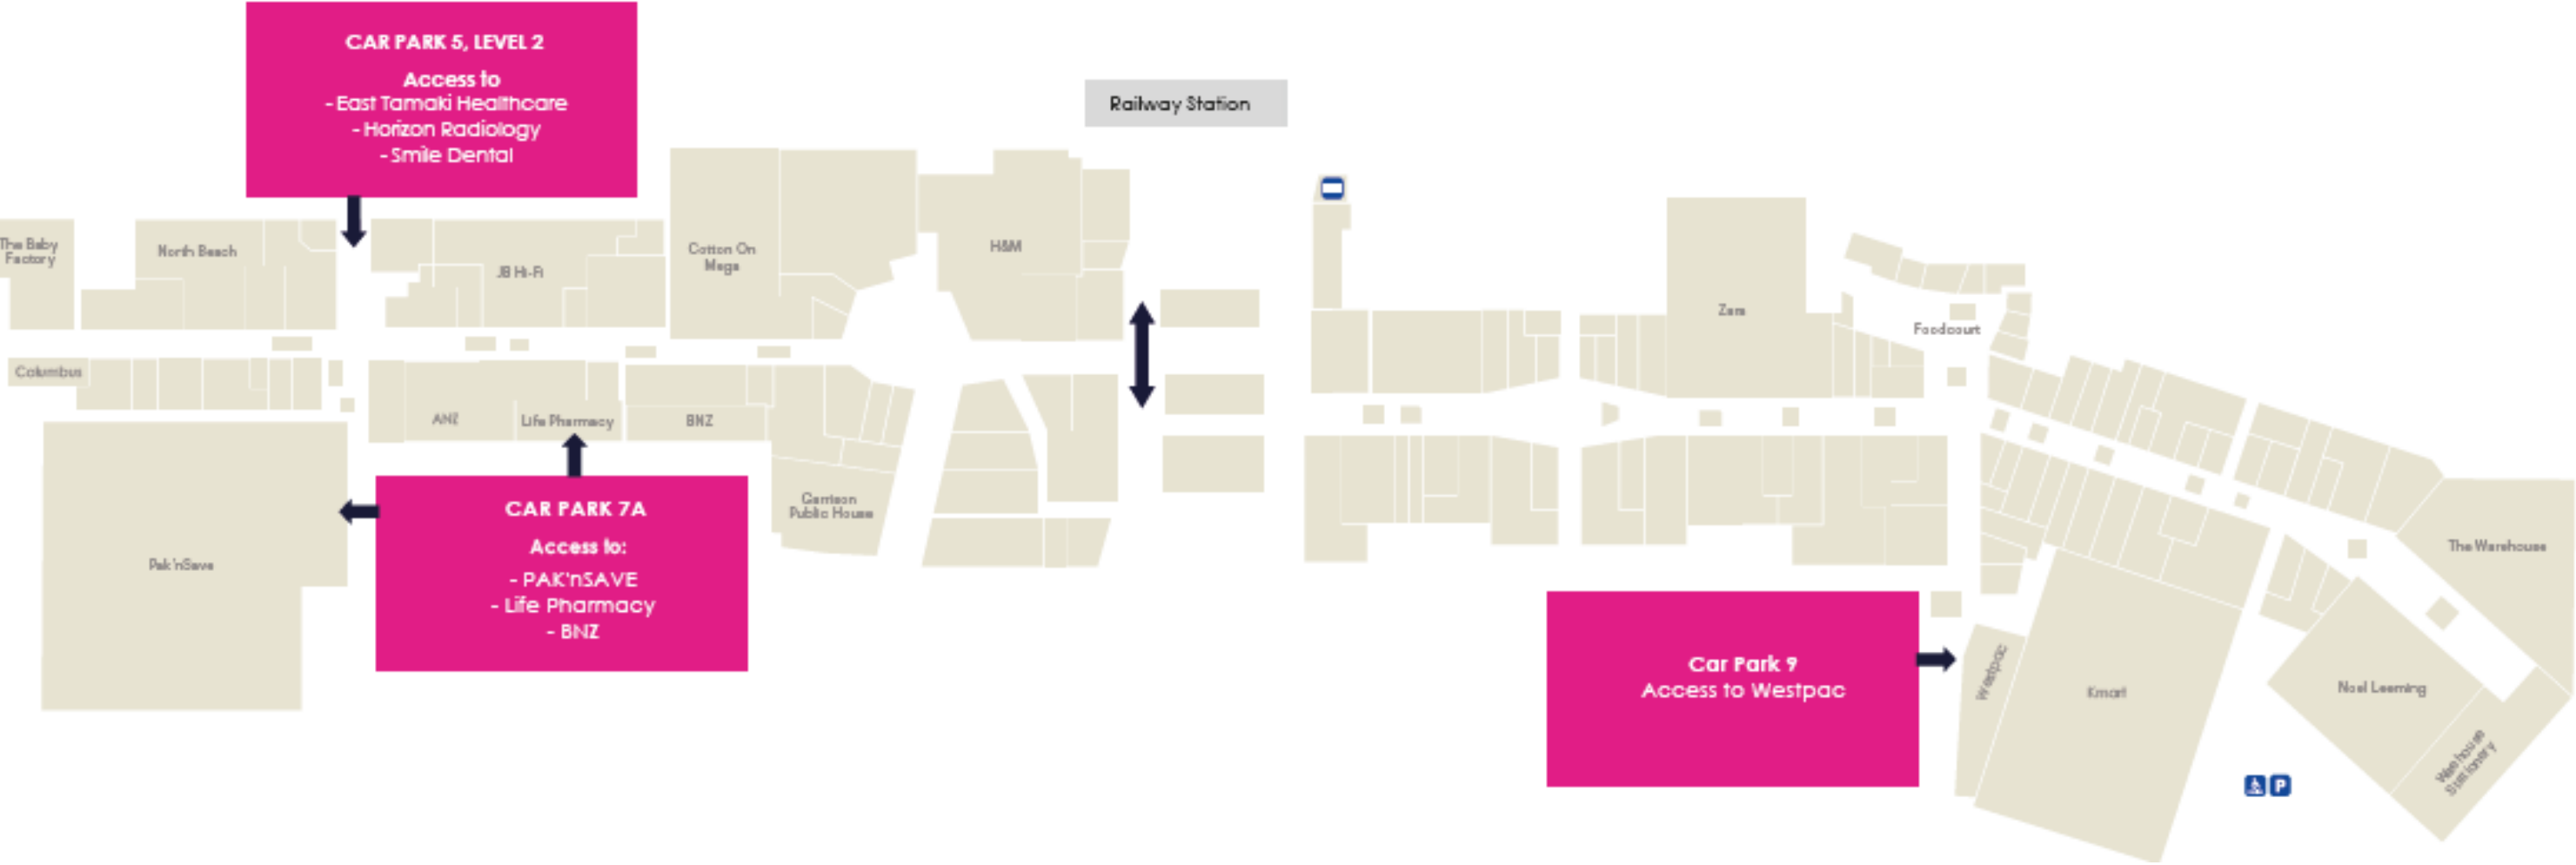 CAR PARK 5, LEVEL 2
Access to
- East Tamaki Healthcare
- Horizon Radiology
- Smile Dental
Railway Station
The Baby
Factory
North Beach
JB Hi-Fi
Cotton On
Mega
H&M
Zara
Foodcourt
Columbus
ANZ
Life Pharmacy
BNZ
Garrison
Public House
Pak'nSave
CAR PARK 7A
Access to:
- PAK'nSAVE
- Life Pharmacy
- BNZ
Car Park 9
Access to Westpac
Westpac
Kmart
The Warehouse
Noel Leeming
Warehouse
Stationery
P